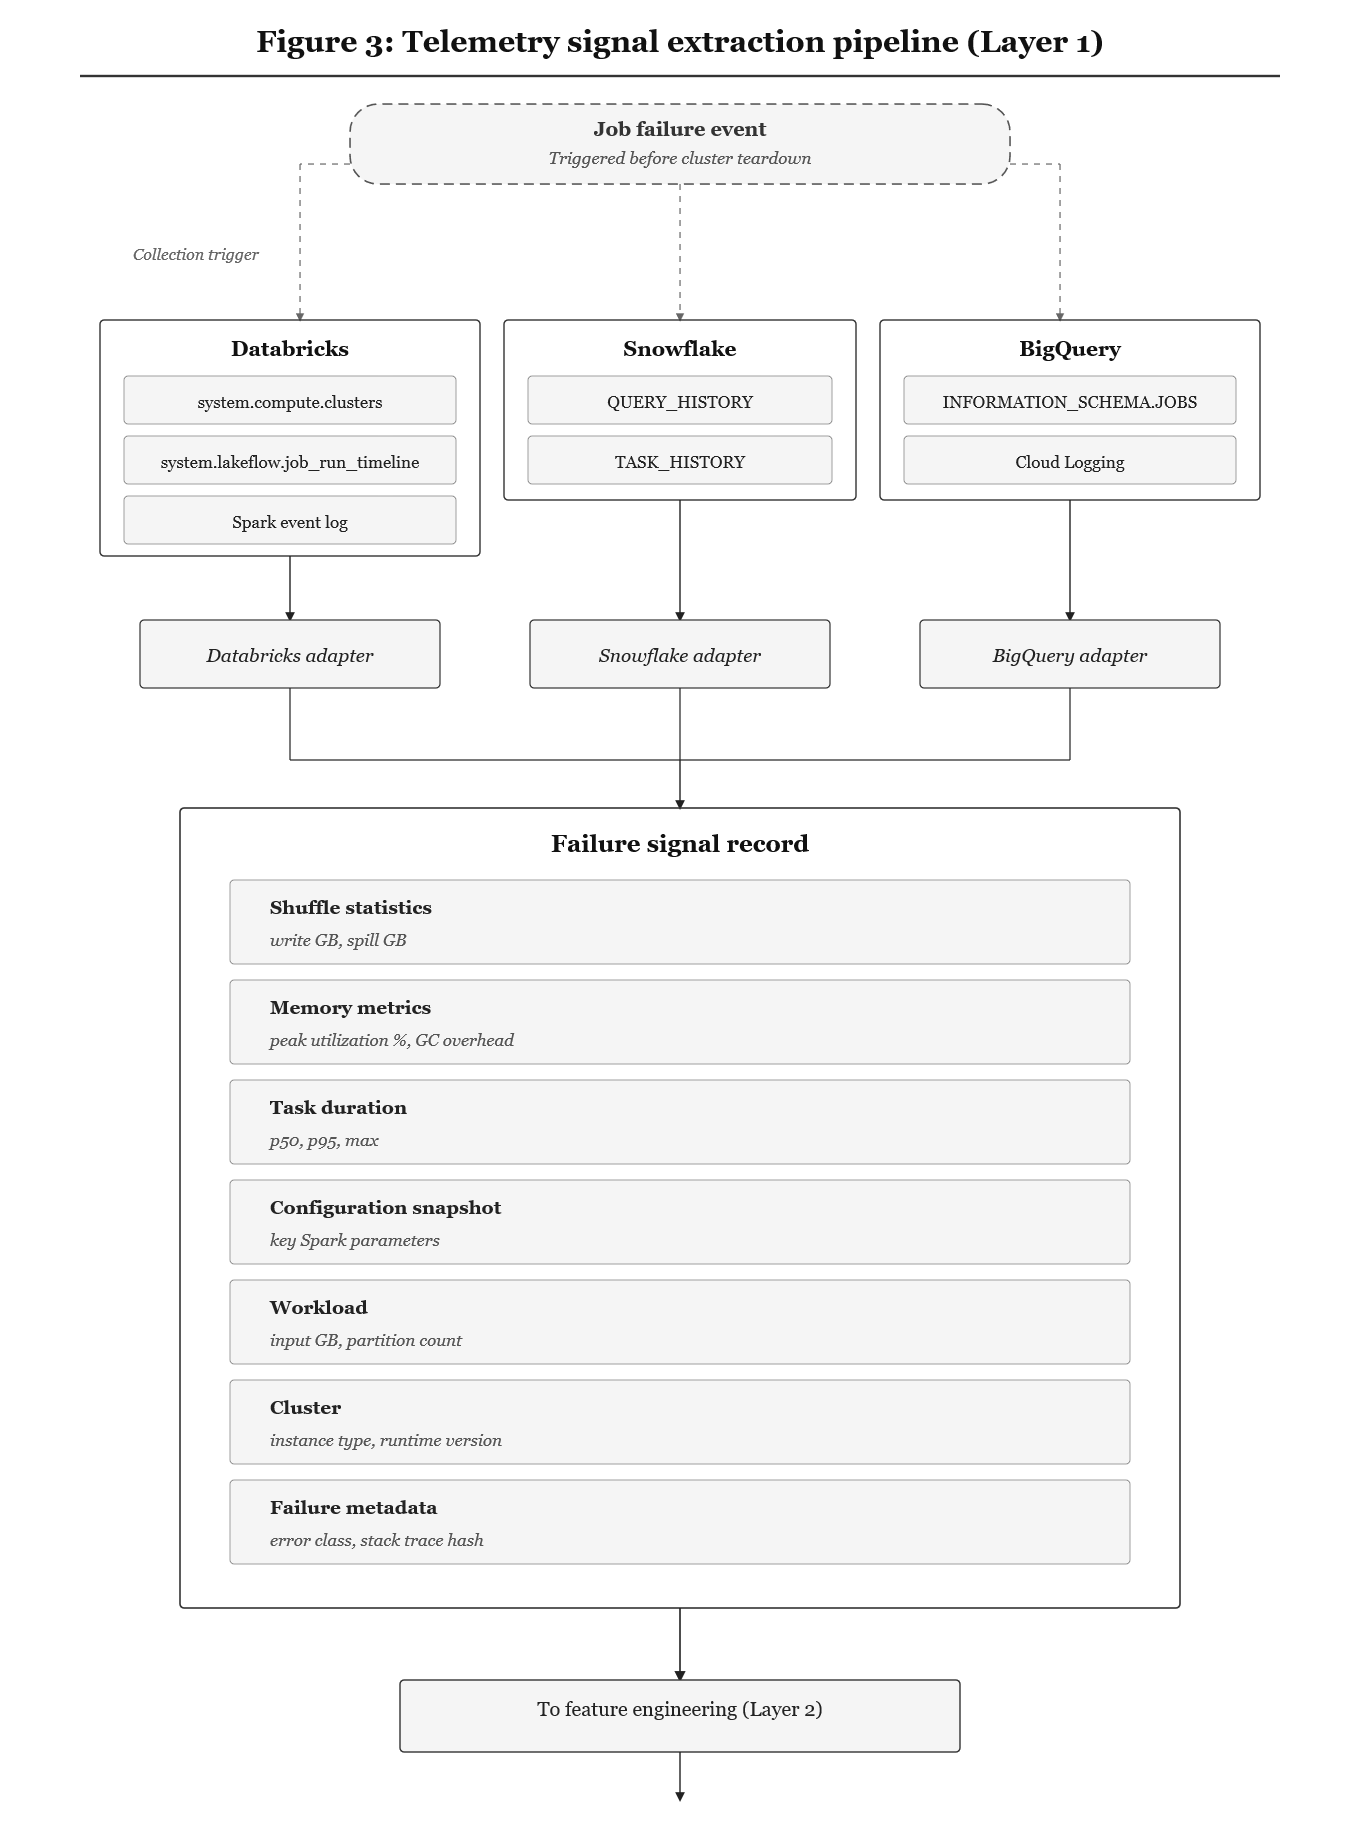 Figure 3: Telemetry signal extraction pipeline (Layer 1)
Job failure event
Triggered before cluster teardown
Collection trigger
Databricks
system.compute.clusters
system.lakeflow.job_run_timeline
Spark event log
Snowflake
QUERY_HISTORY
TASK_HISTORY
BigQuery
INFORMATION_SCHEMA.JOBS
Cloud Logging
Databricks adapter
Snowflake adapter
BigQuery adapter
Failure signal record
Shuffle statistics
write GB, spill GB
Memory metrics
peak utilization %, GC overhead
Task duration
p50, p95, max
Configuration snapshot
key Spark parameters
Workload
input GB, partition count
Cluster
instance type, runtime version
Failure metadata
error class, stack trace hash
To feature engineering (Layer 2)